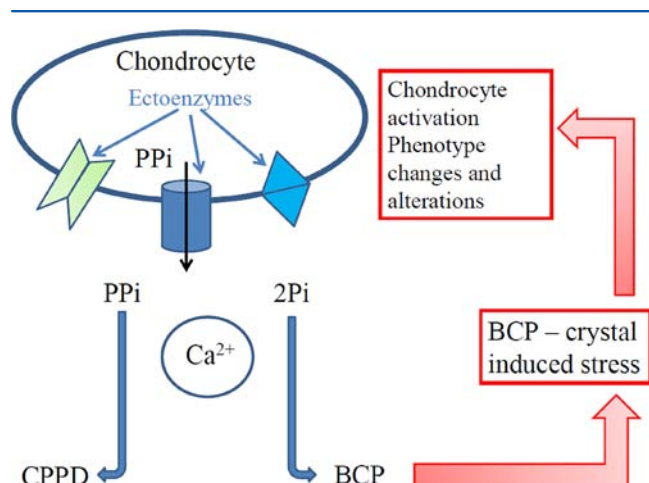 Chondrocyte
Ectoenzymes
PPi
Chondrocyte
activation
Phenotype
changes and
alterations
PPi
2Pi
Ca²⁺
BCP – crystal
induced stress
CPPD
BCP